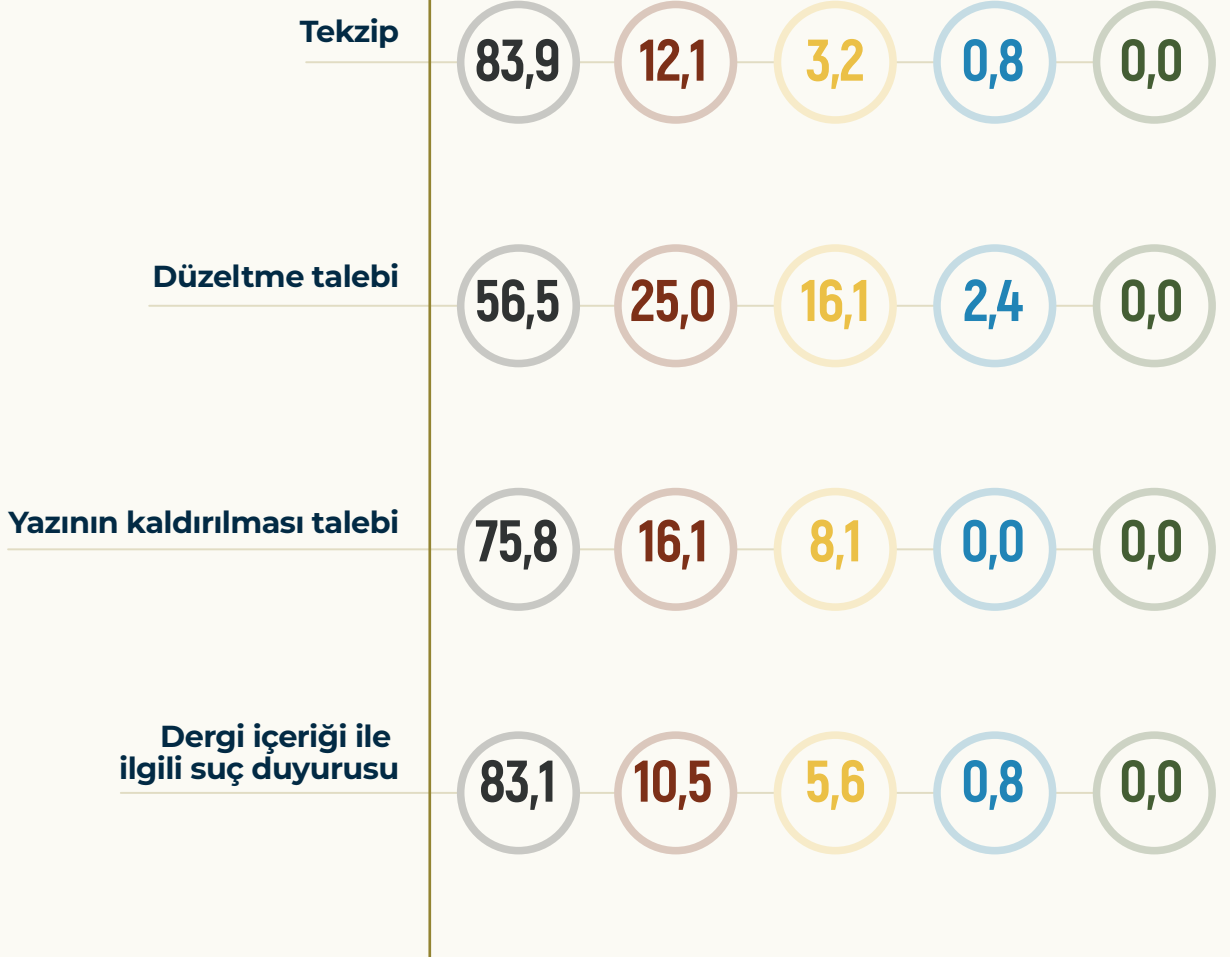 Tekzip 83,9 12,1 3,2 0,8 0,0
Düzeltme talebi 56,5 25,0 16,1 2,4 0,0
Yazının kaldırılması talebi 75,8 16,1 8,1 0,0 0,0
Dergi içeriği ile
ilgili suç duyurusu 83,1 10,5 5,6 0,8 0,0